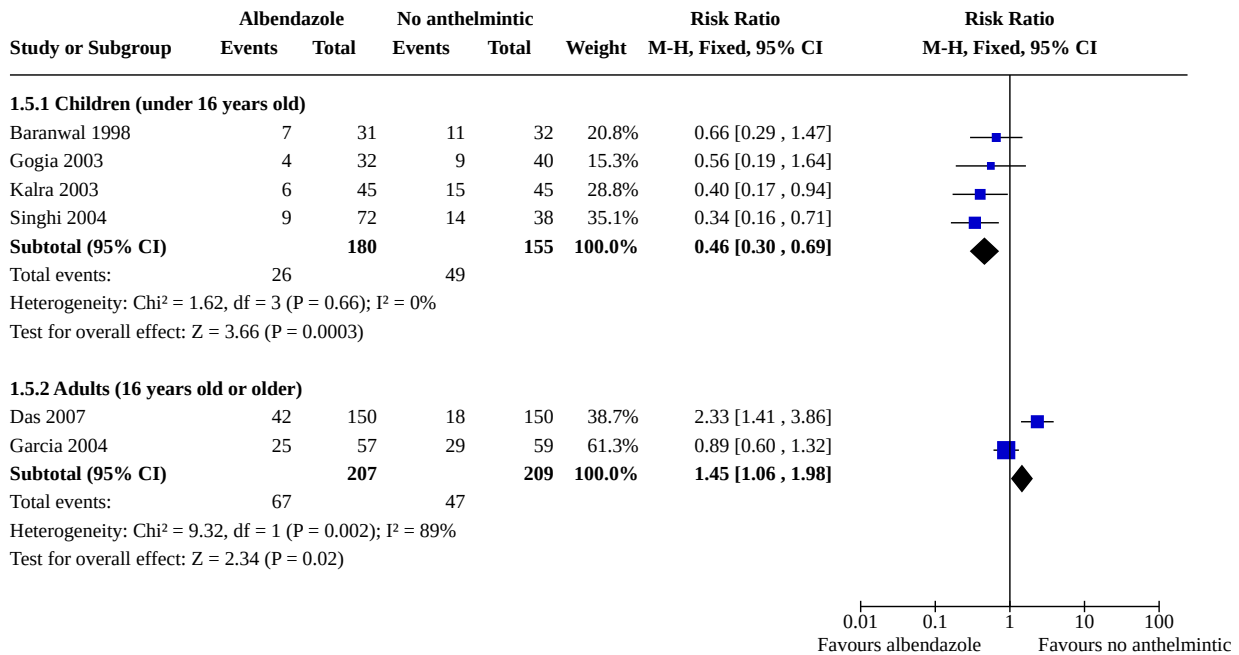 Albendazole No anthelmintic Risk Ratio Risk Ratio
Study or Subgroup Events Total Events Total Weight M-H, Fixed, 95% CI M-H, Fixed, 95% CI
1.5.1 Children (under 16 years old)
Baranwal 1998 7 31 11 32 20.8% 0.66 [0.29 , 1.47]
Gogia 2003 4 32 9 40 15.3% 0.56 [0.19 , 1.64]
Kalra 2003 6 45 15 45 28.8% 0.40 [0.17 , 0.94]
Singhi 2004 9 72 14 38 35.1% 0.34 [0.16 , 0.71]
Subtotal (95% CI) 180 155 100.0% 0.46 [0.30 , 0.69]
Total events: 26 49
Heterogeneity: Chi² = 1.62, df = 3 (P = 0.66); I² = 0%
Test for overall effect: Z = 3.66 (P = 0.0003)
1.5.2 Adults (16 years old or older)
Das 2007 42 150 18 150 38.7% 2.33 [1.41 , 3.86]
Garcia 2004 25 57 29 59 61.3% 0.89 [0.60 , 1.32]
Subtotal (95% CI) 207 209 100.0% 1.45 [1.06 , 1.98]
Total events: 67 47
Heterogeneity: Chi² = 9.32, df = 1 (P = 0.002); I² = 89%
Test for overall effect: Z = 2.34 (P = 0.02)
0.01 0.1 1 10 100
Favours albendazole Favours no anthelmintic